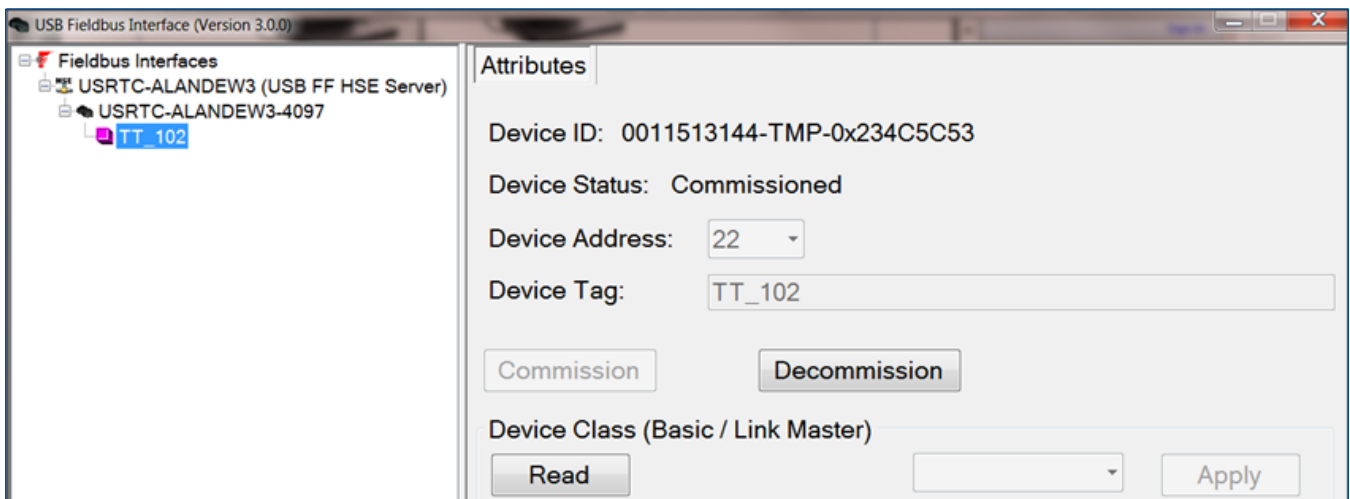 USB Fieldbus Interface (Version 3.0.0)
Fieldbus Interfaces
USRTC-ALANDEW3 (USB FF HSE Server)
USRTC-ALANDEW3-4097
TT_102
Attributes
Device ID: 0011513144-TMP-0x234C5C53
Device Status: Commissioned
Device Address: 22
Device Tag: TT_102
Commission Decommission
Device Class (Basic / Link Master)
Read Apply